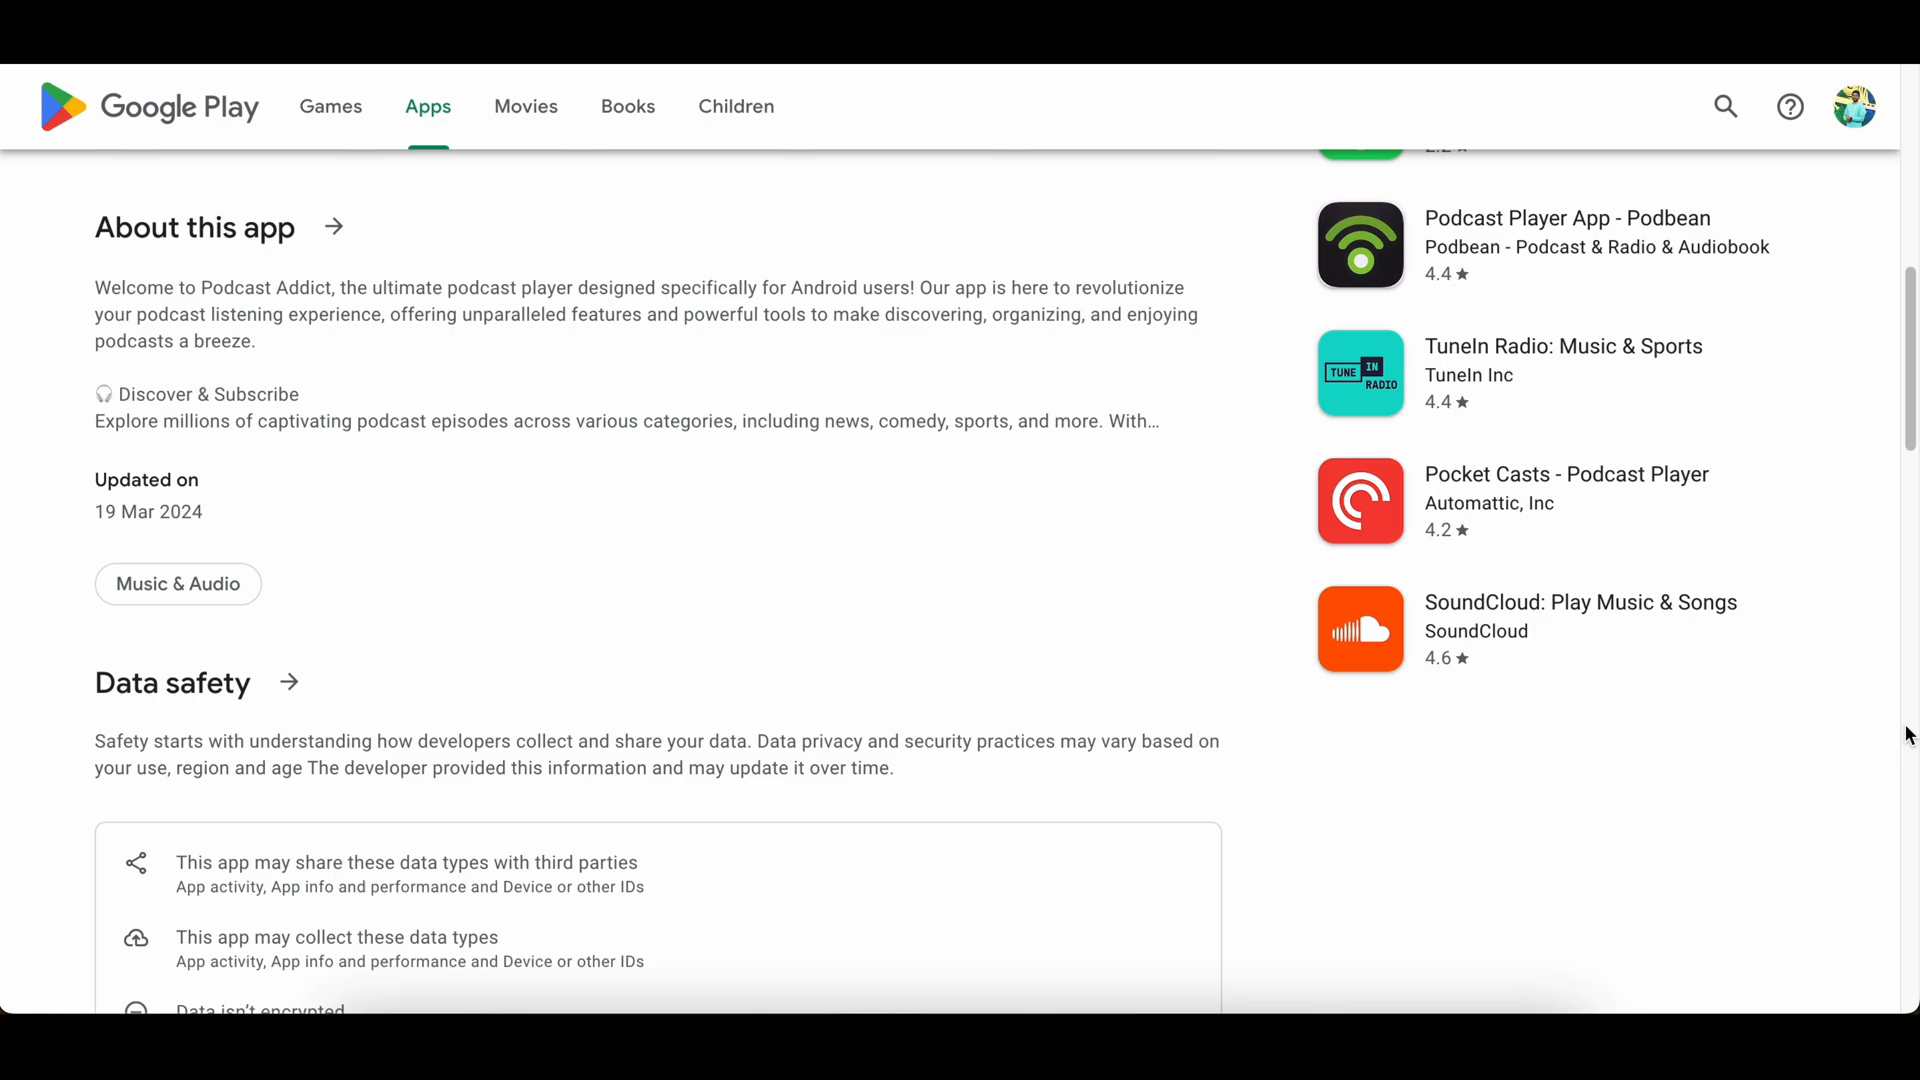 Google Play
Games
Apps
Movies
Books
Children
About this app
Welcome to Podcast Addict, the ultimate podcast player designed specifically for Android users! Our app is here to revolutionize
your podcast listening experience, offering unparalleled features and powerful tools to make discovering, organizing, and enjoying
podcasts a breeze.
Discover & Subscribe
Explore millions of captivating podcast episodes across various categories, including news, comedy, sports, and more. With...
Updated on
19 Mar 2024
Music & Audio
Data safety
Safety starts with understanding how developers collect and share your data. Data privacy and security practices may vary based on
your use, region and age The developer provided this information and may update it over time.
This app may share these data types with third parties
App activity, App info and performance and Device or other IDs
This app may collect these data types
App activity, App info and performance and Device or other IDs
Data isn't encrypted
Podcast Player App - Podbean
Podbean - Podcast & Radio & Audiobook
4.4
TUNE IN
RADIO
TuneIn Radio: Music & Sports
TuneIn Inc
4.4
Pocket Casts - Podcast Player
Automattic, Inc
4.2
SoundCloud: Play Music & Songs
SoundCloud
4.6